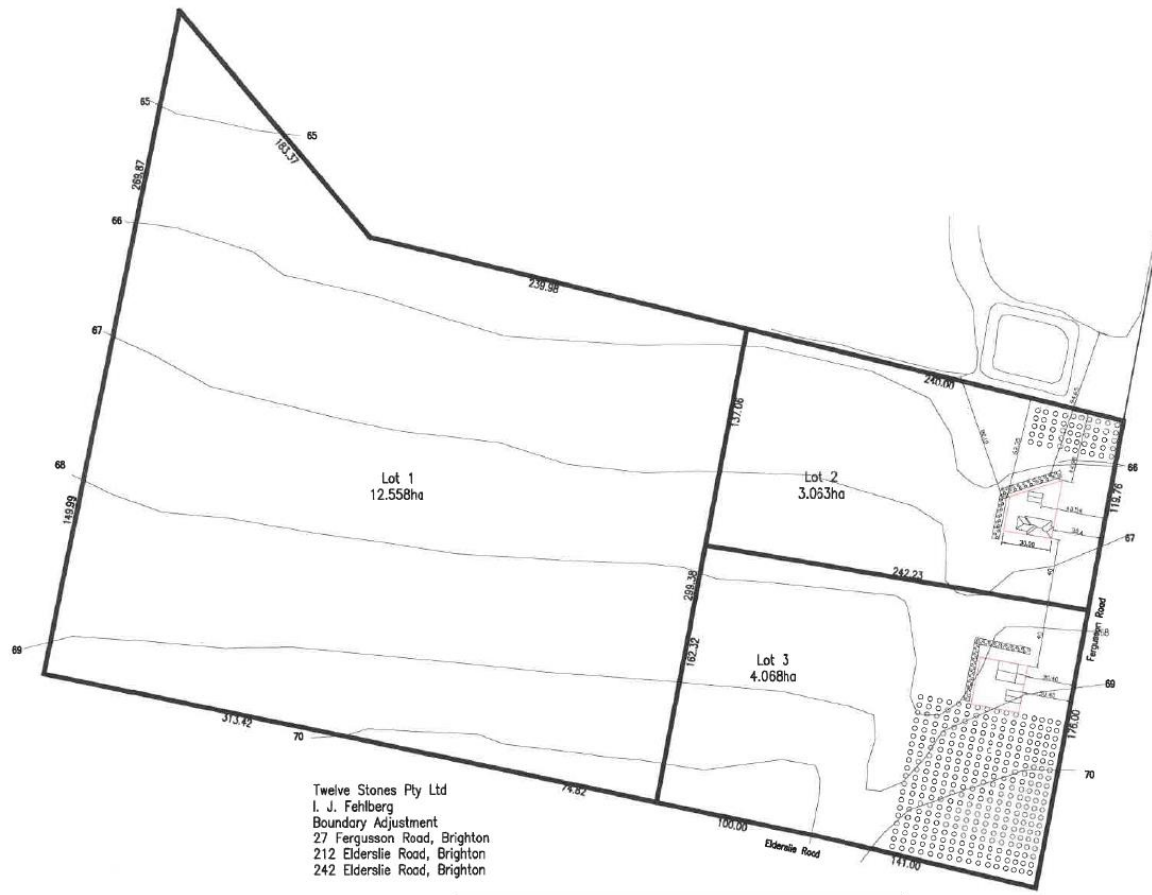 65
65
183.37
269.87
66
239.98
67
240.00
137.06
66
119.76
68
Lot 1
12.558ha
Lot 2
3.063ha
67
149.99
242.23
299.38
162.32
Fergusson Road
Lot 3
4.068ha
69
69
176.00
313.42
70
70
74.82
100.00
Elderslie Road
141.00
Twelve Stones Pty Ltd
I. J. Fehlberg
Boundary Adjustment
27 Fergusson Road, Brighton
212 Elderslie Road, Brighton
242 Elderslie Road, Brighton